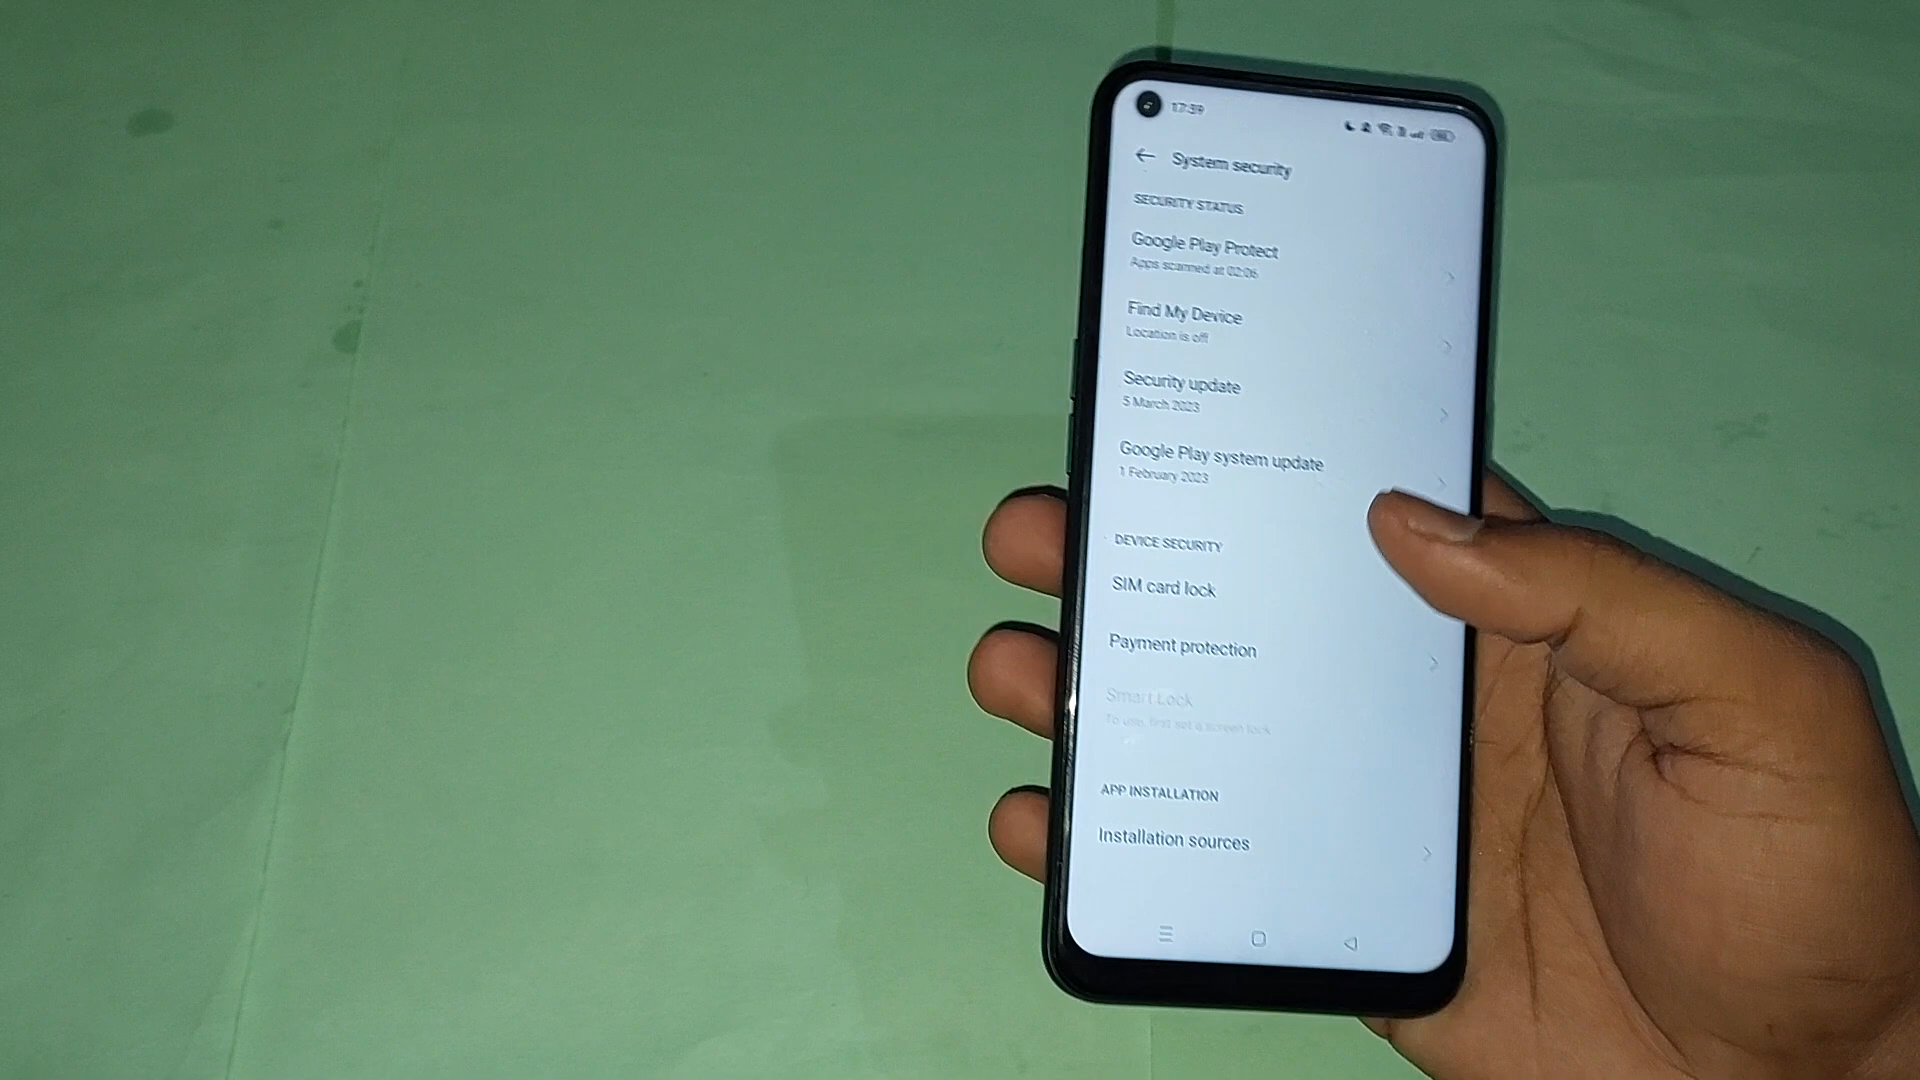 17:39
System security
SECURITY STATUS
Google Play Protect
Apps scanned at 02:06
Find My Device
Location is off
Security update
5 March 2023
Google Play system update
1 February 2023
DEVICE SECURITY
SIM card lock
Payment protection
Smart Lock
To use, first set a screen lock
APP INSTALLATION
Installation sources